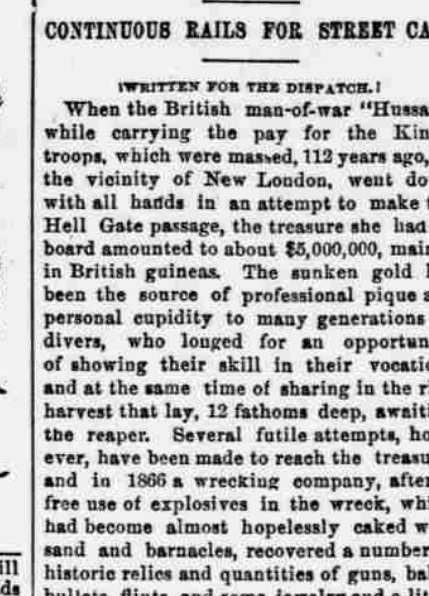 CONTINUOUS RAILS FOR STREET CA
[WRITTEN FOR THE DISPATCH.]
When the British man-of-war "Hussa
while carrying the pay for the Kin
troops, which were massed, 112 years ago,
the vicinity of New London, went do
with all hands in an attempt to make t
Hell Gate passage, the treasure she had
board amounted to about $5,000,000, main
in British guineas. The sunken gold h
been the source of professional pique a
personal cupidity to many generations
divers, who longed for an opportun
of showing their skill in their vocatio
and at the same time of sharing in the ri
harvest that lay, 12 fathoms deep, awaiti
the reaper. Several futile attempts, ho
ever, have been made to reach the treasu
and in 1866 a wrecking company, after
free use of explosives in the wreck, whi
had become almost hopelessly caked w
sand and barnacles, recovered a number
historic relics and quantities of guns, bal
ill
ds